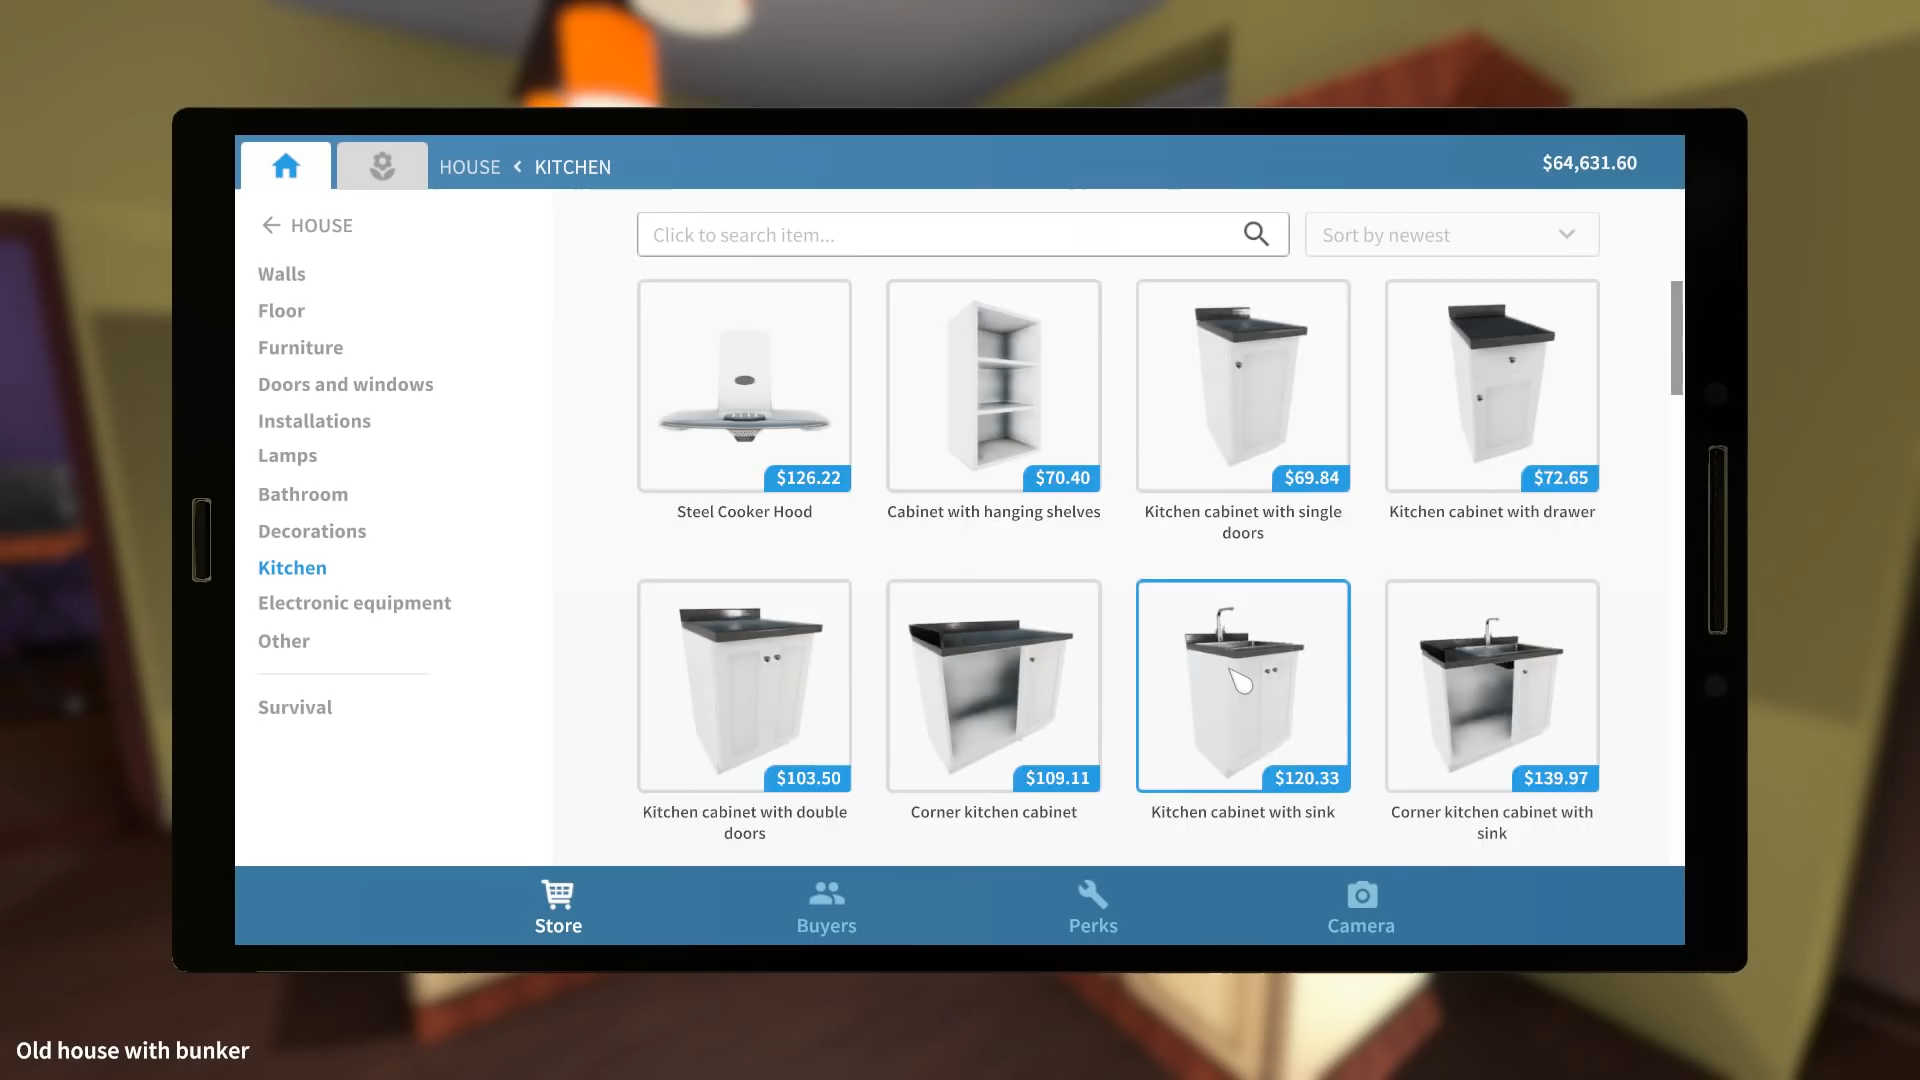 HOUSE < KITCHEN
$64,631.60
HOUSE
Walls
Floor
Furniture
Doors and windows
Installations
Lamps
Bathroom
Decorations
Kitchen
Electronic equipment
Other
Survival
Click to search item...
Sort by newest
$126.22
Steel Cooker Hood
$70.40
Cabinet with hanging shelves
$69.84
Kitchen cabinet with single
doors
$72.65
Kitchen cabinet with drawer
$103.50
Kitchen cabinet with double
doors
$109.11
Corner kitchen cabinet
$120.33
Kitchen cabinet with sink
$139.97
Corner kitchen cabinet with
sink
Store
Buyers
Perks
Camera
Old house with bunker